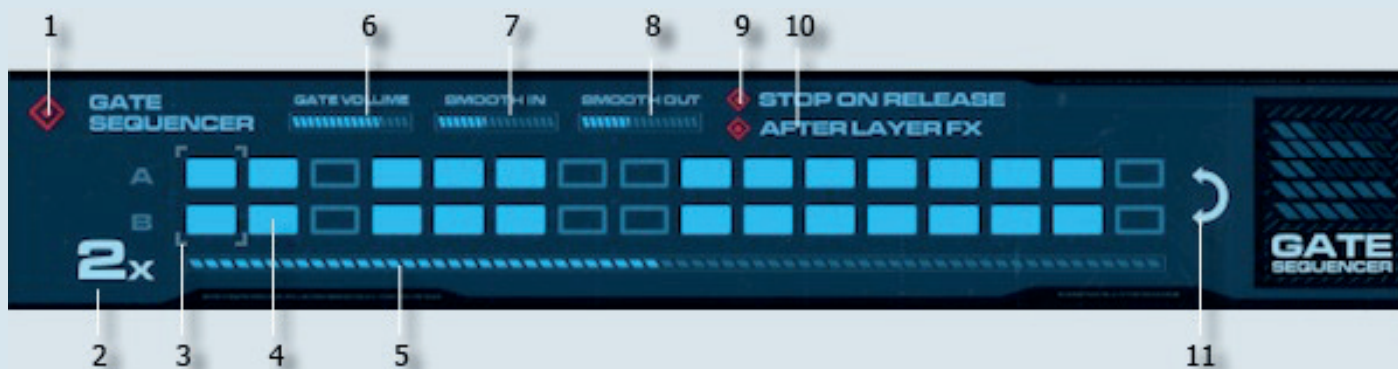 1 6 7 8 9 10
GATE
SEQUENCER
GATE VOLUME
SMOOTH IN
SMOOTH OUT
STOP ON RELEASE
AFTER LAYER FX
A
B
2x
GATE
SEQUENCER
2 3 4 5 11